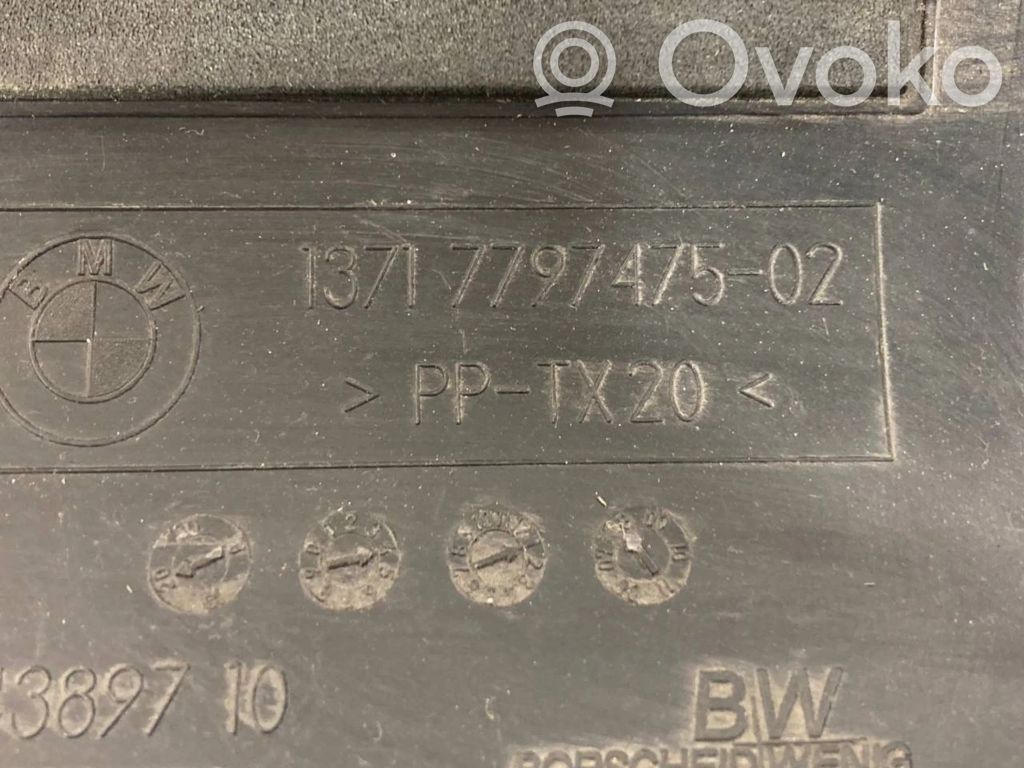 Ovoko
BMW
1371 7797475-02
> PP-TX20 <
3897 10
BW